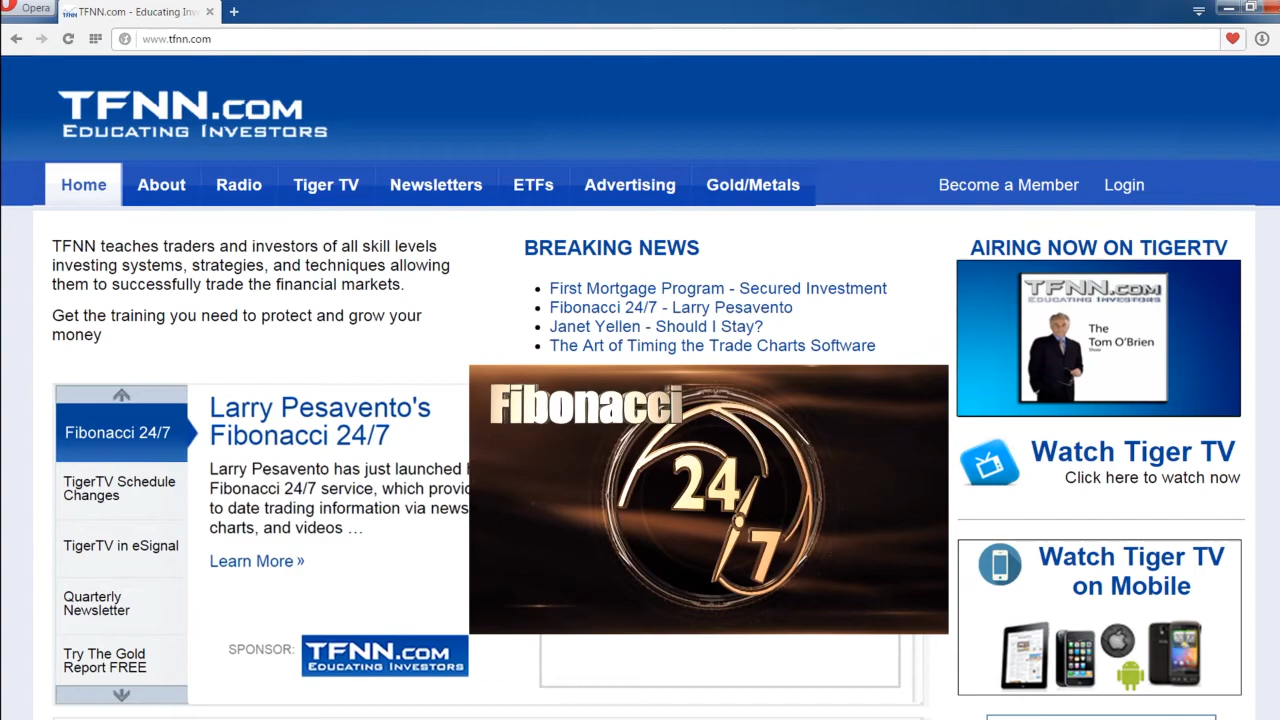 Opera
TFNN.com - Educating Inv
www.tfnn.com
TFNN.com
Educating Investors
Home
About
Radio
Tiger TV
Newsletters
ETFs
Advertising
Gold/Metals
Become a Member
Login
TFNN teaches traders and investors of all skill levels
investing systems, strategies, and techniques allowing
them to successfully trade the financial markets.
Get the training you need to protect and grow your
money
BREAKING NEWS
First Mortgage Program - Secured Investment
Fibonacci 24/7 - Larry Pesavento
Janet Yellen - Should I Stay?
The Art of Timing the Trade Charts Software
AIRING NOW ON TIGERTV
TFNN.com
Educating Investors
The
Tom O'Brien
Show
Watch Tiger TV
Click here to watch now
Watch Tiger TV
on Mobile
Fibonacci 24/7
TigerTV Schedule
Changes
TigerTV in eSignal
Quarterly
Newsletter
Try The Gold
Report FREE
Larry Pesavento's
Fibonacci 24/7
Larry Pesavento has just launched
Fibonacci 24/7 service, which provid
to date trading information via news
charts, and videos …
Learn More »
SPONSOR:
TFNN.com
Educating Investors
Fibonacci
24/7